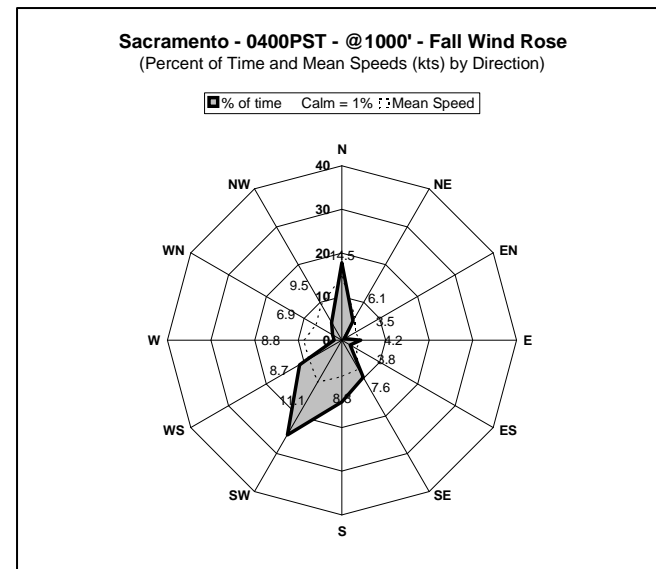 Sacramento - 0400PST - @1000' - Fall Wind Rose
(Percent of Time and Mean Speeds (kts) by Direction)
% of time Calm = 1% Mean Speed
N
40
NW NE
30
WN EN
20
14.5
9.5 10 6.1
6.9 3.5
W 8.8 0 4.2 E
3.8
8.7 7.6
11.1 8.8
WS ES
SW SE
S